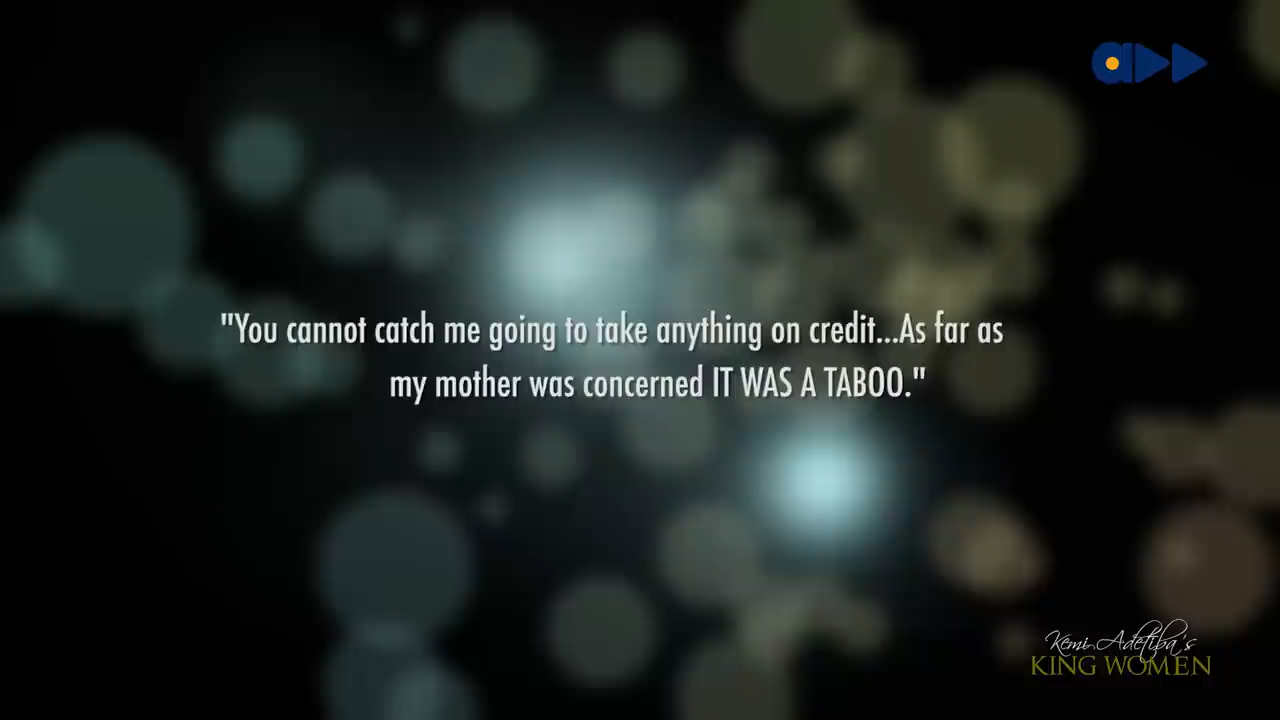 "You cannot catch me going to take anything on credit...As far as
my mother was concerned IT WAS A TABOO."
Kemi Adetiba's
KING WOMEN